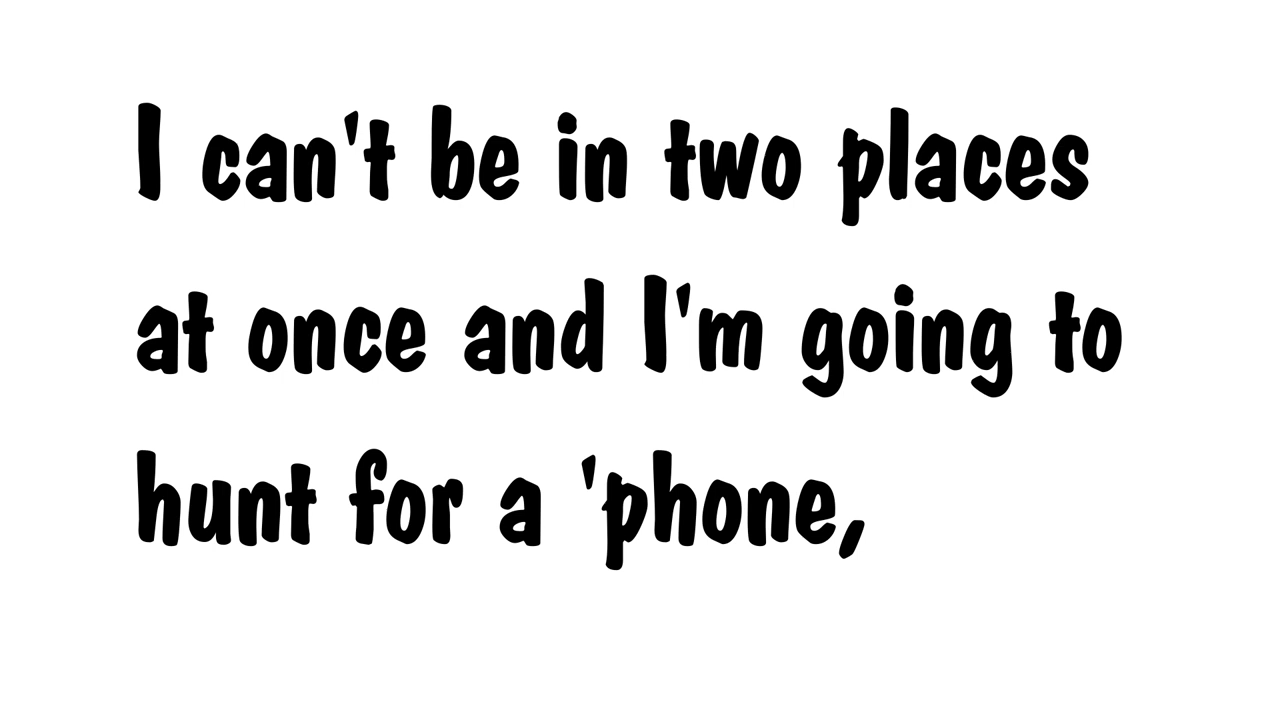 I can't be in two places
at once and I'm going to
hunt for a 'phone,